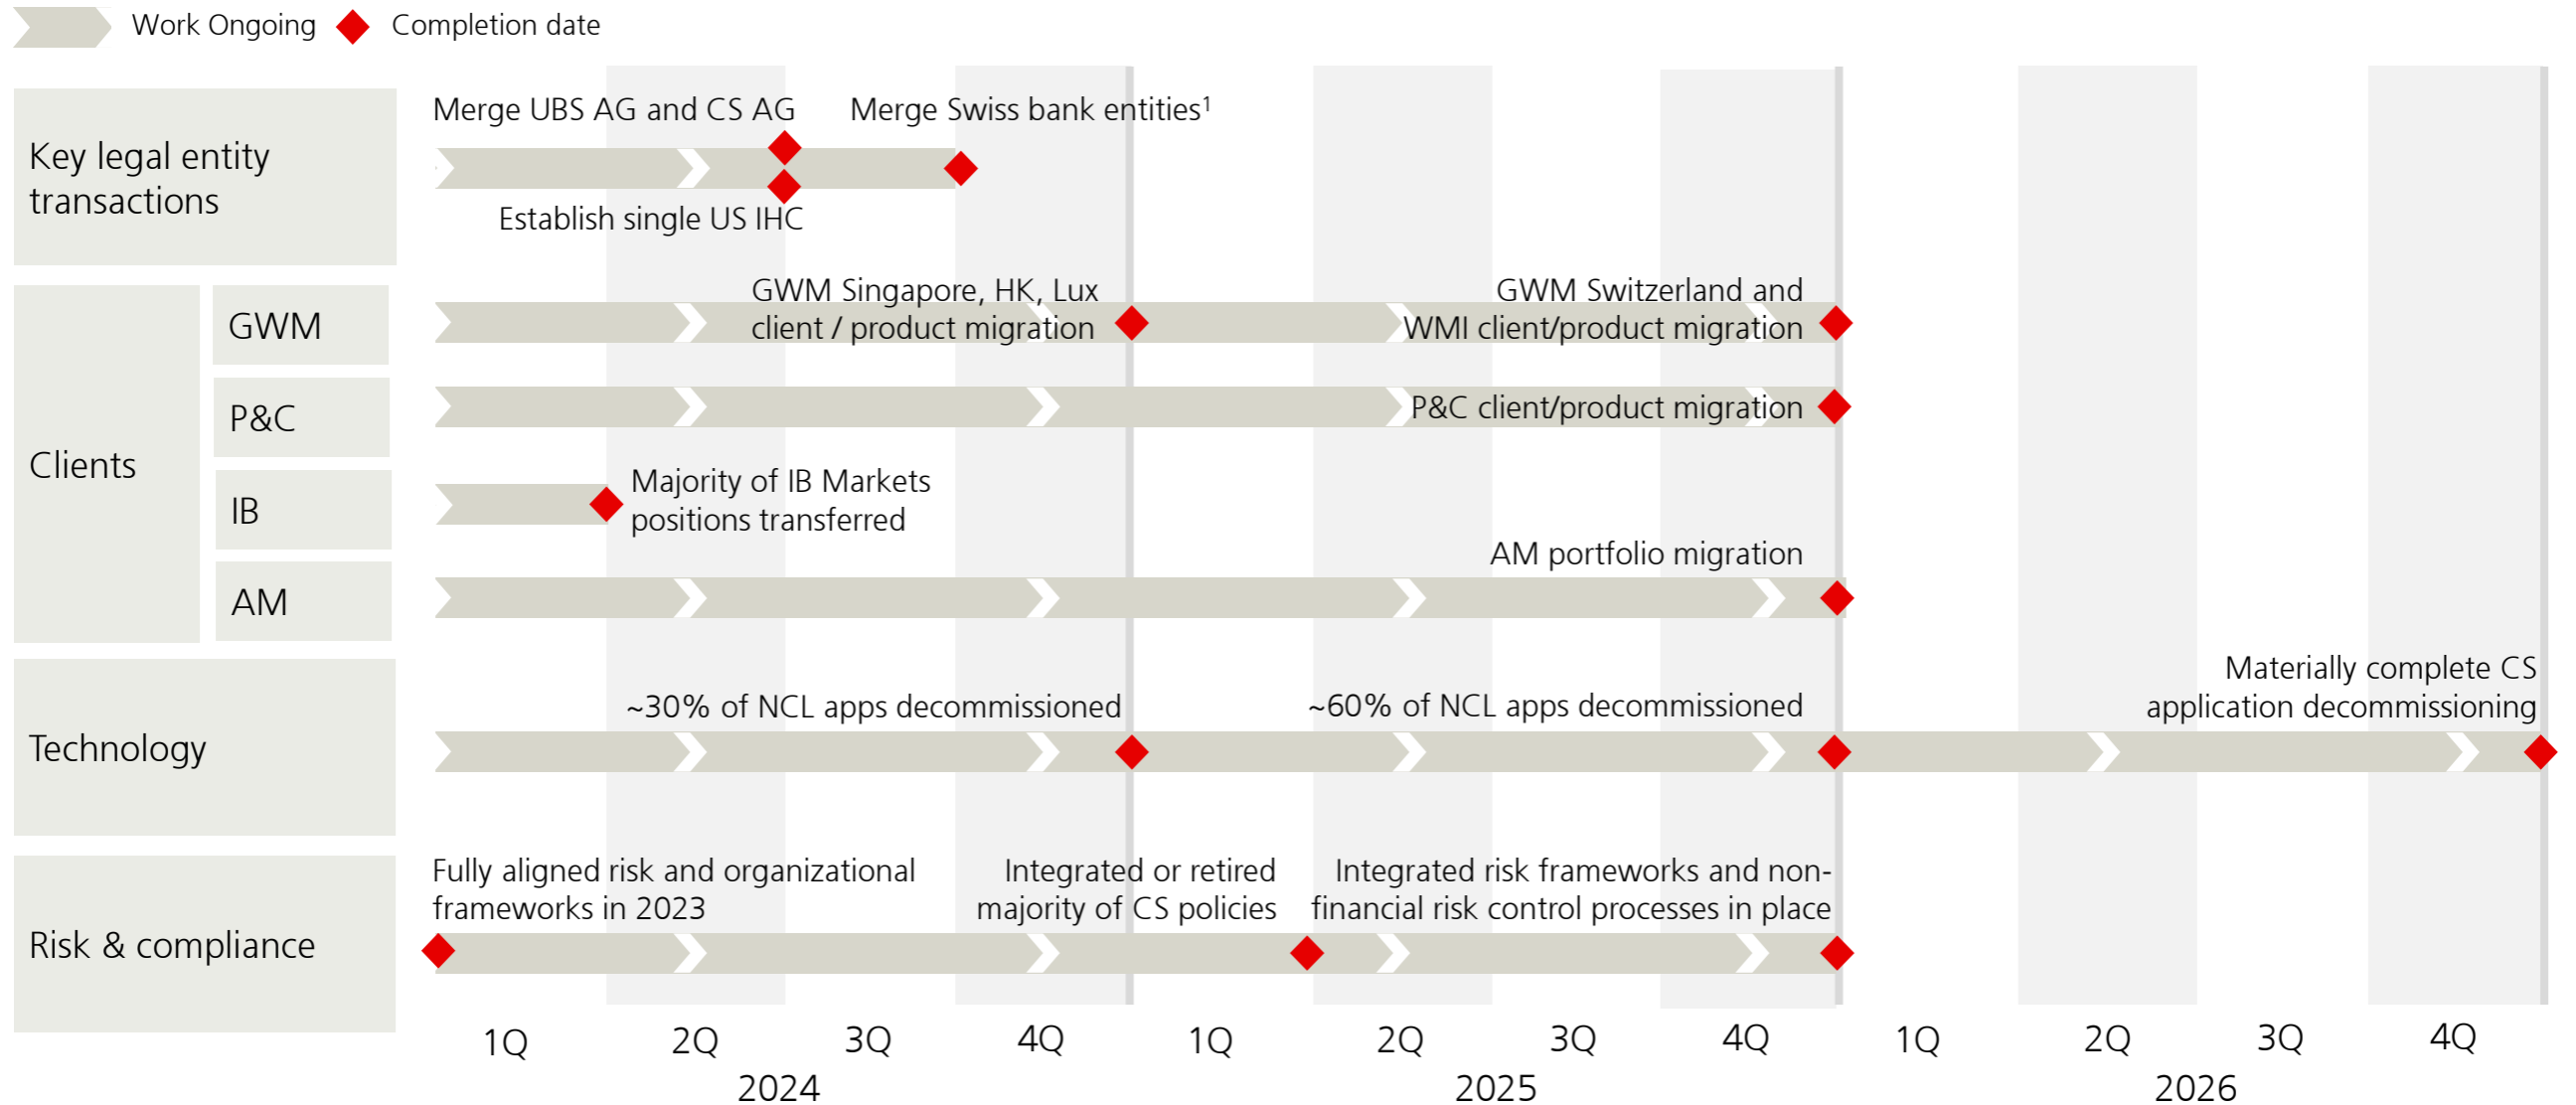 Work Ongoing
Completion date
Key legal entity
transactions
Merge UBS AG and CS AG
Merge Swiss bank entities¹
Establish single US IHC
Clients
GWM
GWM Singapore, HK, Lux
client / product migration
GWM Switzerland and
WMI client/product migration
P&C
P&C client/product migration
IB
Majority of IB Markets
positions transferred
AM
AM portfolio migration
Technology
~30% of NCL apps decommissioned
~60% of NCL apps decommissioned
Materially complete CS
application decommissioning
Risk & compliance
Fully aligned risk and organizational
frameworks in 2023
Integrated or retired
majority of CS policies
Integrated risk frameworks and non-
financial risk control processes in place
1Q
2Q
3Q
4Q
1Q
2Q
3Q
4Q
1Q
2Q
3Q
4Q
2024
2025
2026